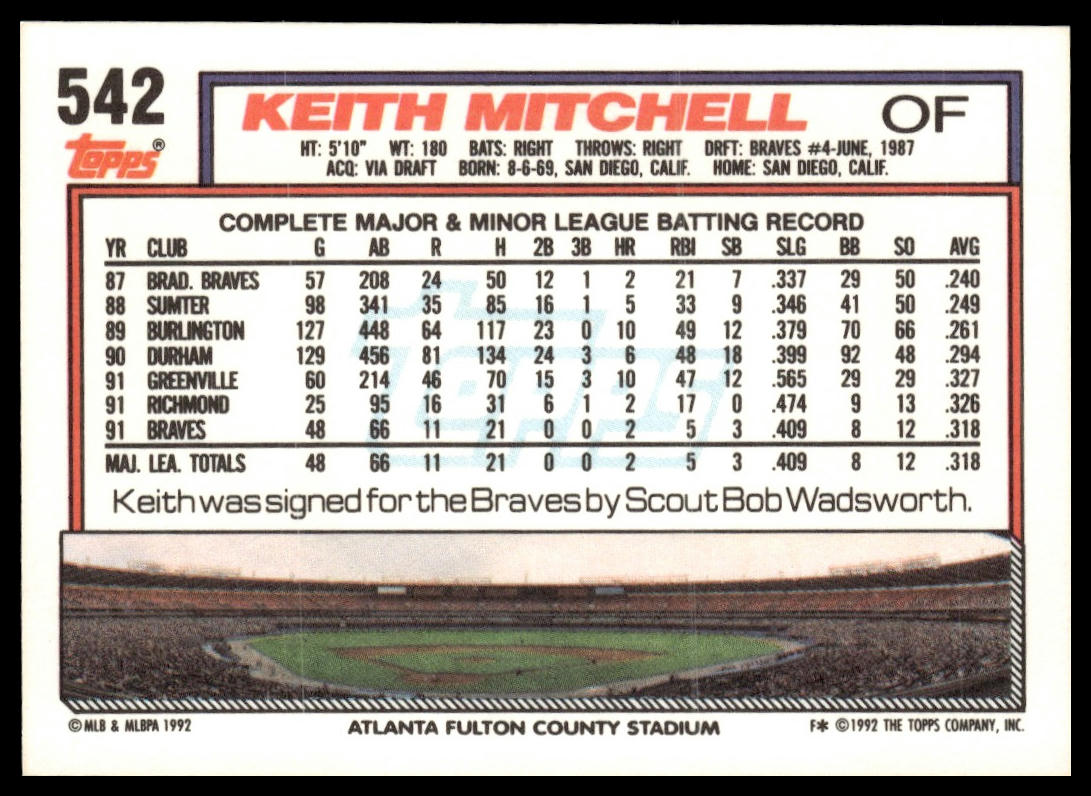 542
KEITH MITCHELL OF
Topps®
HT: 5'10" WT: 180 BATS: RIGHT THROWS: RIGHT DRFT: BRAVES #4-JUNE, 1987
ACQ: VIA DRAFT BORN: 8-6-69, SAN DIEGO, CALIF. HOME: SAN DIEGO, CALIF.
COMPLETE MAJOR & MINOR LEAGUE BATTING RECORD
YR CLUB G AB R H 2B 3B HR RBI SB SLG BB SO AVG
87 BRAD. BRAVES 57 208 24 50 12 1 2 21 7 .337 29 50 .240
88 SUMTER 98 341 35 85 16 1 5 33 9 .346 41 50 .249
89 BURLINGTON 127 448 64 117 23 0 10 49 12 .379 70 66 .261
90 DURHAM 129 456 81 134 24 3 6 48 18 .399 92 48 .294
91 GREENVILLE 60 214 46 70 15 3 10 47 12 .565 29 29 .327
91 RICHMOND 25 95 16 31 6 1 2 17 0 .474 9 13 .326
91 BRAVES 48 66 11 21 0 0 2 5 3 .409 8 12 .318
MAJ. LEA. TOTALS 48 66 11 21 0 0 2 5 3 .409 8 12 .318
Topps
Keith was signed for the Braves by Scout Bob Wadsworth.
© MLB & MLBPA 1992 ATLANTA FULTON COUNTY STADIUM F* © 1992 THE TOPPS COMPANY, INC.